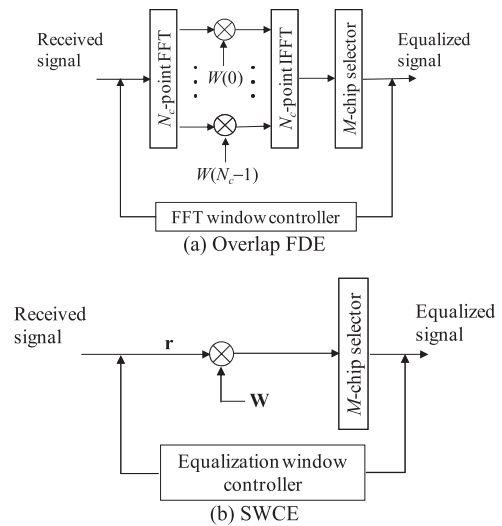 Received signal
N_c-point FFT
W(0)
W(N_c−1)
N_c-point IFFT
M-chip selector
Equalized signal
FFT window controller
(a) Overlap FDE
Received signal
r
W
M-chip selector
Equalized signal
Equalization window controller
(b) SWCE